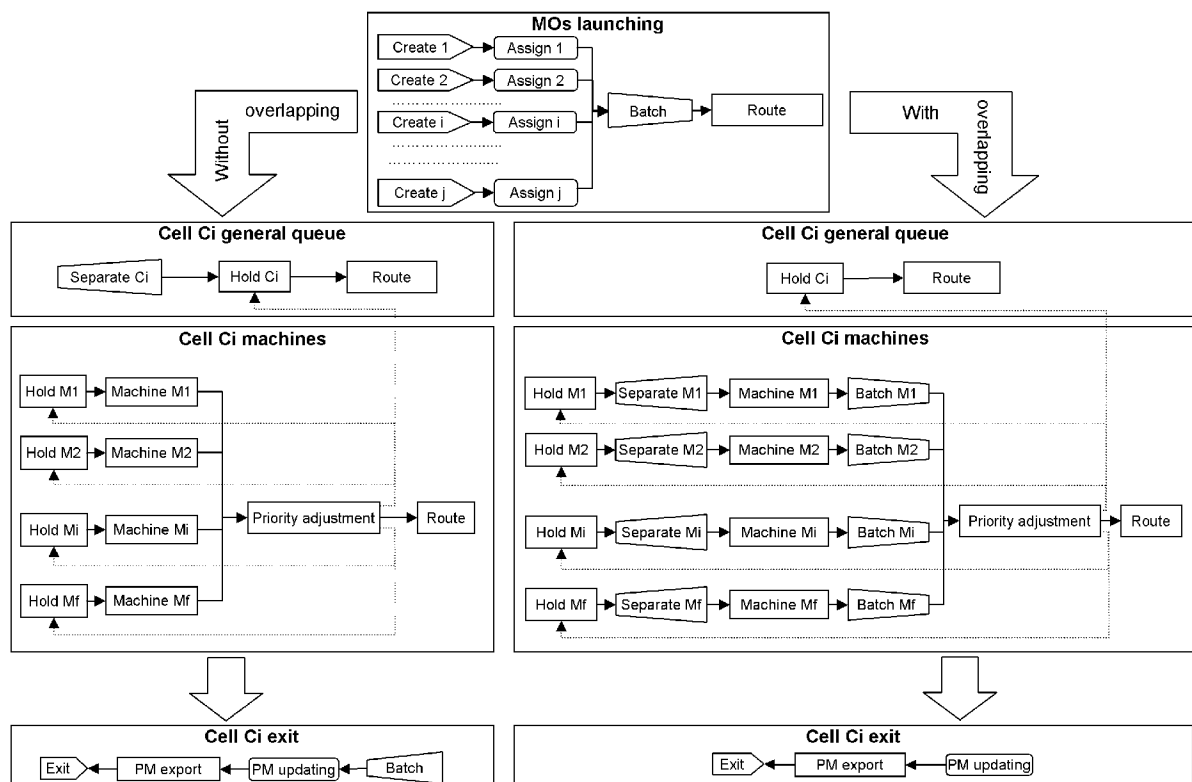 MOs launching
Create 1
Assign 1
Create 2
Assign 2
Create i
Assign i
Create j
Assign j
Batch
Route
Without
overlapping
With
overlapping
Cell Ci general queue
Separate Ci
Hold Ci
Route
Cell Ci general queue
Hold Ci
Route
Cell Ci machines
Hold M1
Machine M1
Hold M2
Machine M2
Hold Mi
Machine Mi
Hold Mf
Machine Mf
Priority adjustment
Route
Cell Ci machines
Hold M1
Separate M1
Machine M1
Batch M1
Hold M2
Separate M2
Machine M2
Batch M2
Hold Mi
Separate Mi
Machine Mi
Batch Mi
Hold Mf
Separate Mf
Machine Mf
Batch Mf
Priority adjustment
Route
Cell Ci exit
Exit
PM export
PM updating
Batch
Cell Ci exit
Exit
PM export
PM updating